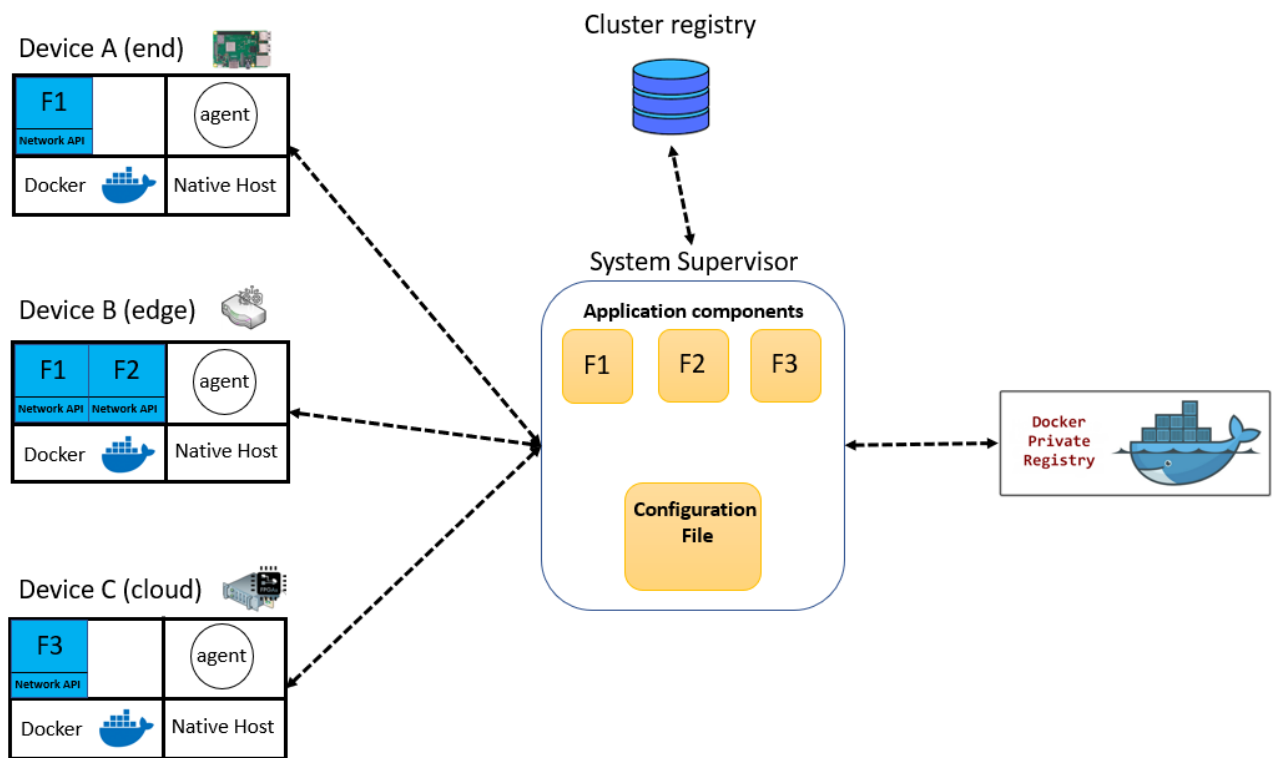 Cluster registry
Device A (end)
F1
Network API
agent
Docker
Native Host
System Supervisor
Application components
F1
F2
F3
Configuration
File
Device B (edge)
F1
F2
Network API
Network API
agent
Docker
Native Host
Docker
Private
Registry
Device C (cloud)
F3
Network API
agent
Docker
Native Host